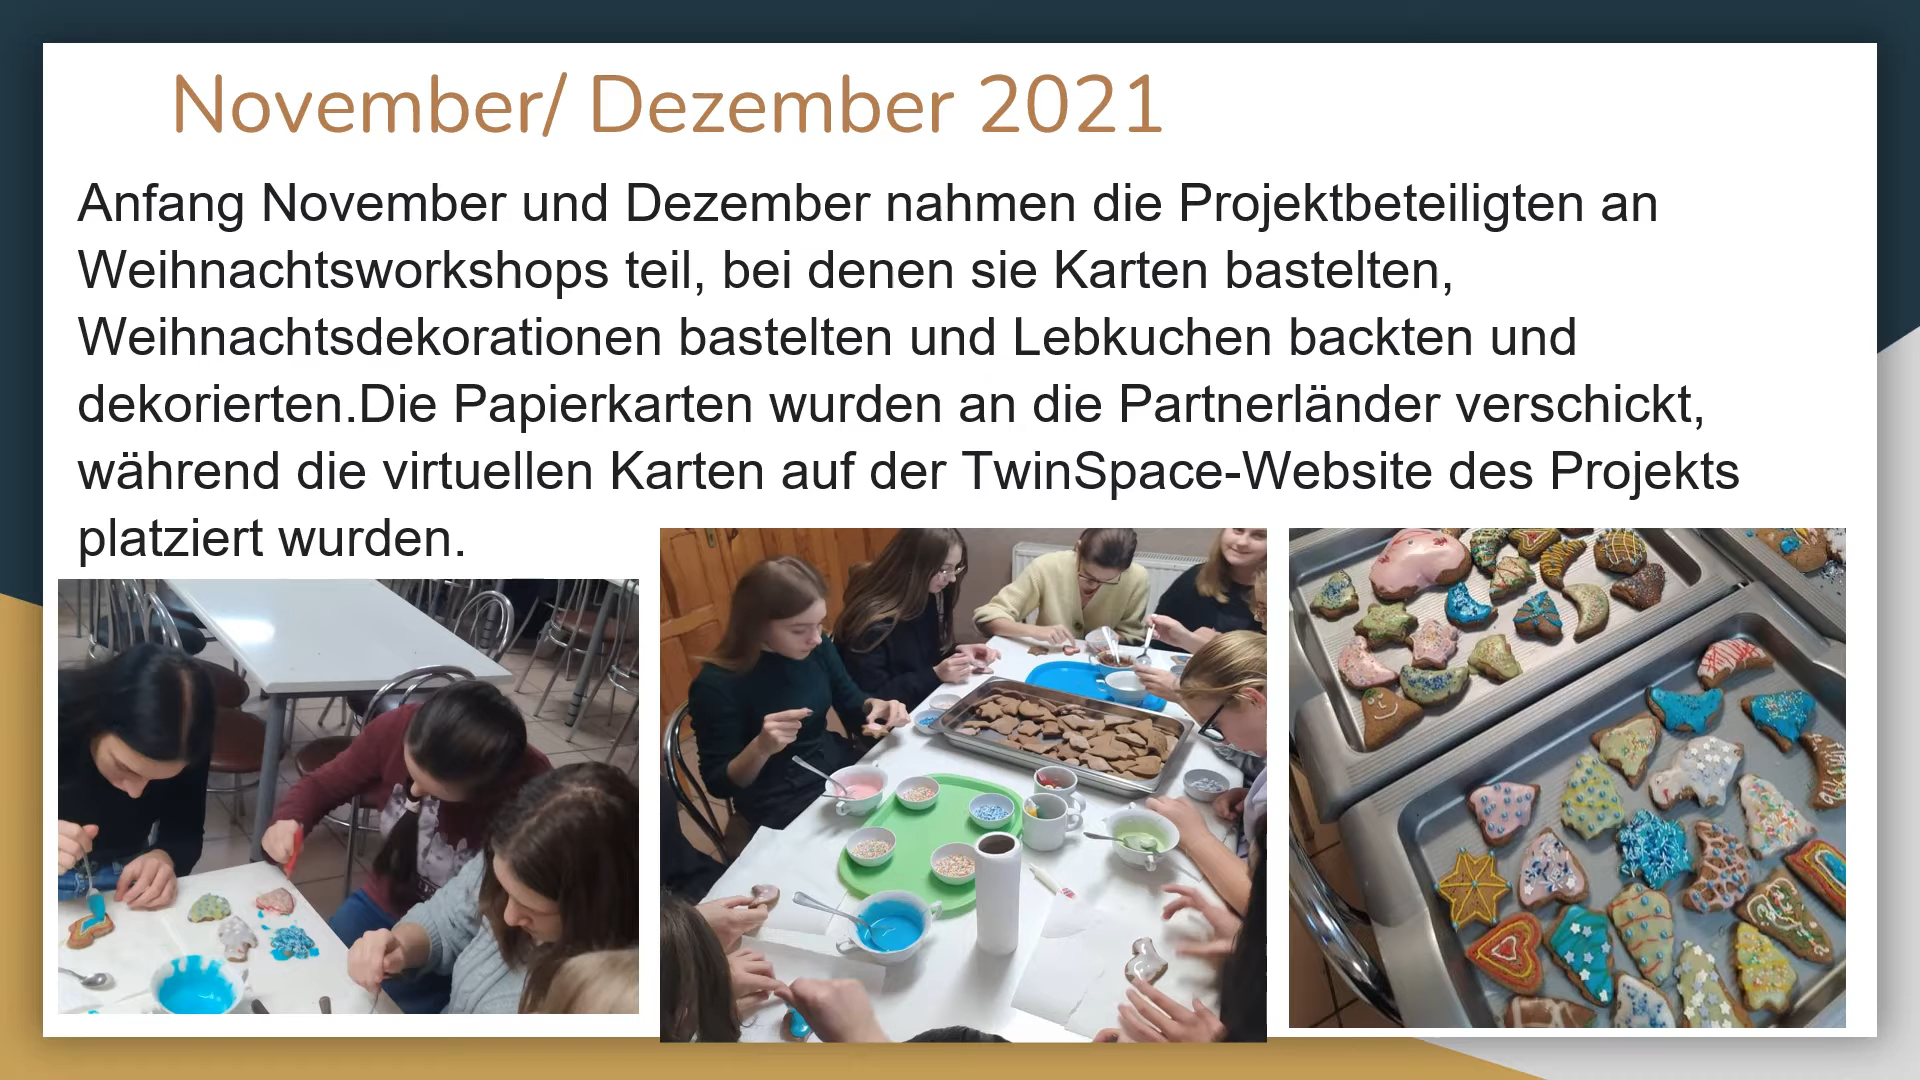 November/ Dezember 2021
Anfang November und Dezember nahmen die Projektbeteiligten an
Weihnachtsworkshops teil, bei denen sie Karten bastelten,
Weihnachtsdekorationen bastelten und Lebkuchen backten und
dekorierten.Die Papierkarten wurden an die Partnerländer verschickt,
während die virtuellen Karten auf der TwinSpace-Website des Projekts
platziert wurden.